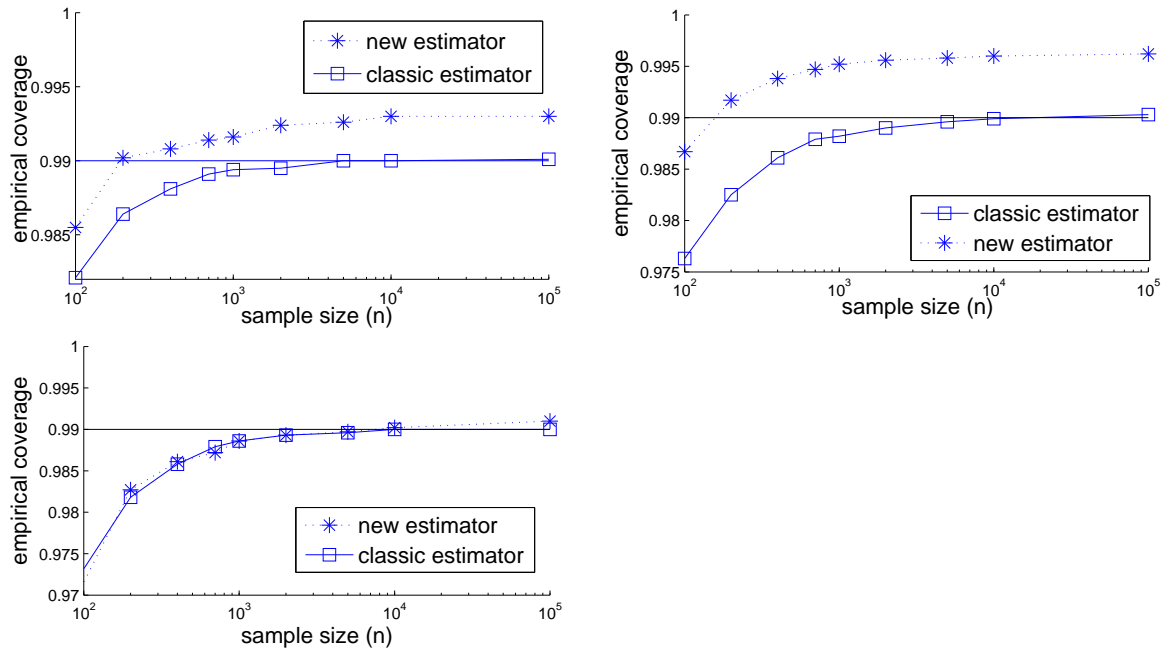 1
0.995
0.99
0.985
empirical coverage
new estimator
classic estimator
10^2
10^3
10^4
10^5
sample size (n)
1
0.995
0.99
0.985
0.98
0.975
empirical coverage
classic estimator
new estimator
10^2
10^3
10^4
10^5
sample size (n)
1
0.995
0.99
0.985
0.98
0.975
0.97
empirical coverage
new estimator
classic estimator
10^2
10^3
10^4
10^5
sample size (n)